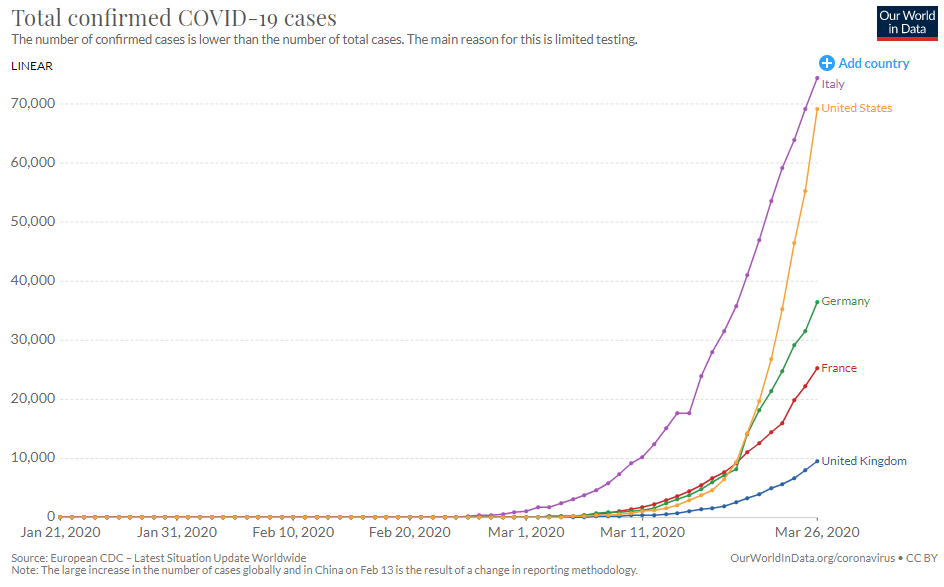 Total confirmed COVID-19 cases
Our World
in Data
The number of confirmed cases is lower than the number of total cases. The main reason for this is limited testing.
LINEAR
Add country
Italy
70,000
United States
60,000
50,000
40,000
Germany
30,000
France
20,000
10,000
United Kingdom
0
Jan 21, 2020 Jan 31, 2020 Feb 10, 2020 Feb 20, 2020 Mar 1, 2020 Mar 11, 2020 Mar 26, 2020
Source: European CDC – Latest Situation Update Worldwide OurWorldInData.org/coronavirus • CC BY
Note: The large increase in the number of cases globally and in China on Feb 13 is the result of a change in reporting methodology.